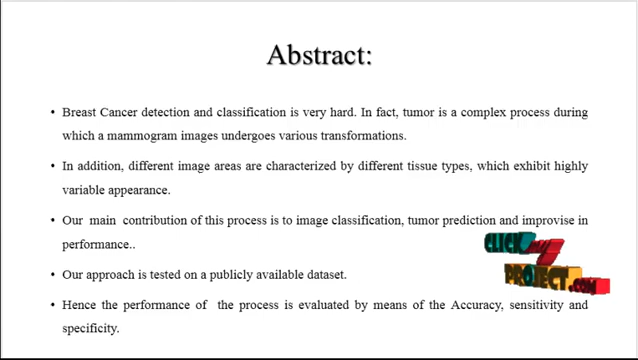 Abstract:
• Breast Cancer detection and classification is very hard. In fact, tumor is a complex process during
which a mammogram images undergoes various transformations.
• In addition, different image areas are characterized by different tissue types, which exhibit highly
variable appearance.
• Our main contribution of this process is to image classification, tumor prediction and improvise in
performance..
• Our approach is tested on a publicly available dataset.
• Hence the performance of the process is evaluated by means of the Accuracy, sensitivity and
specificity.
CLICK my
PROJECT.COM